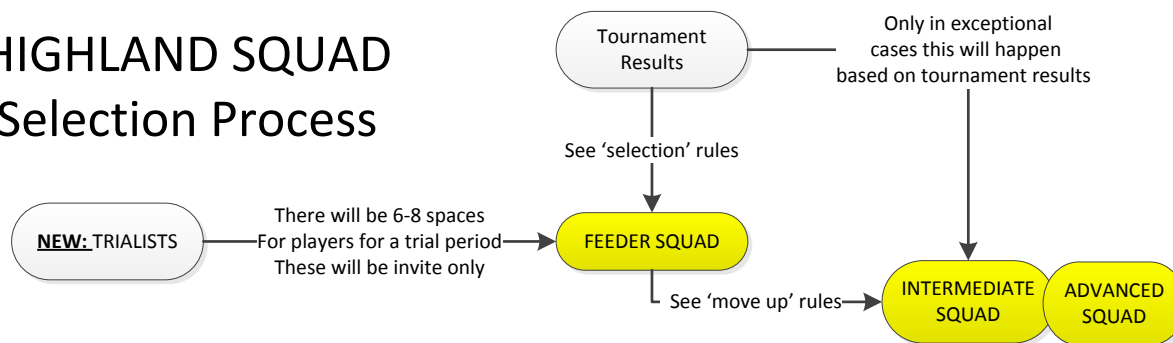 HIGHLAND SQUAD
Selection Process
Tournament
Results
Only in exceptional
cases this will happen
based on tournament results
See ‘selection’ rules
NEW: TRIALISTS
There will be 6-8 spaces
For players for a trial period
These will be invite only
FEEDER SQUAD
See ‘move up’ rules
INTERMEDIATE
SQUAD
ADVANCED
SQUAD